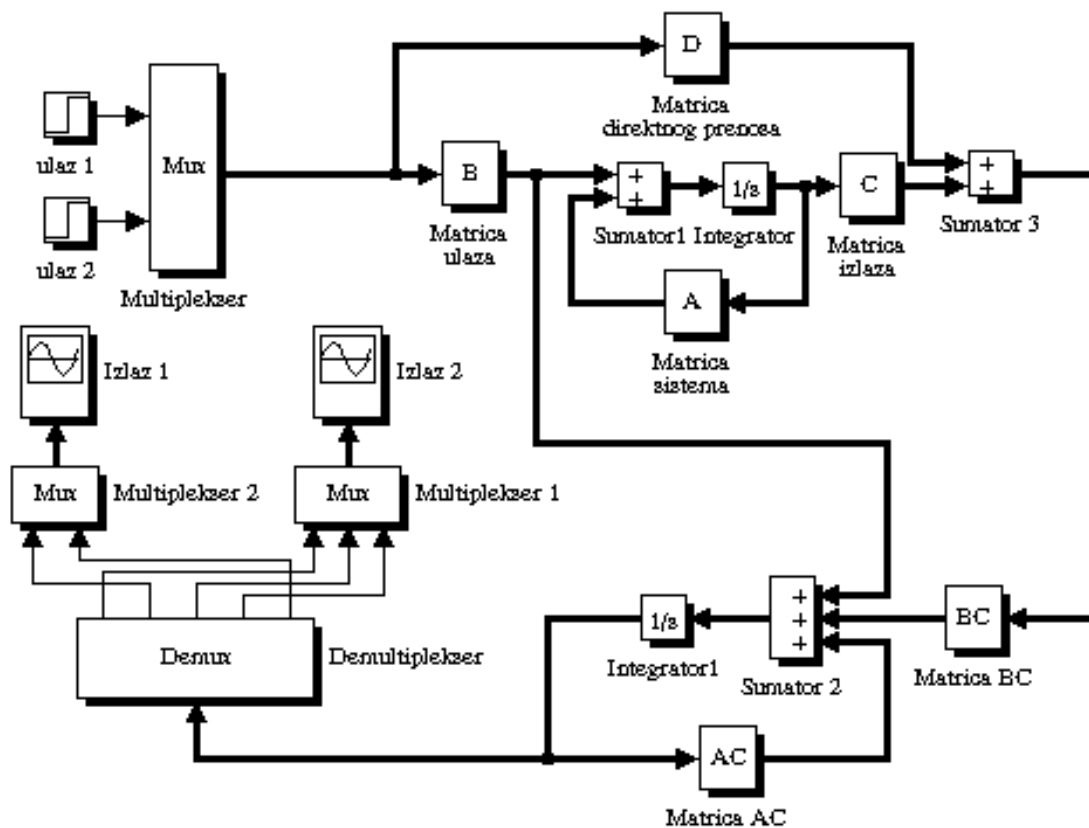 D
Matrica
direktnog prenosa
ulaz 1
Mux
ulaz 2
Multiplekser
B
Matrica
ulaza
+
+
Sumator1
1/s
Integrator
C
Matrica
izlaza
+
+
Sumator 3
A
Matrica
sistema
Izlaz 1
Izlaz 2
Mux
Multiplekser 2
Mux
Multiplekser 1
Demux
Demultiplekser
1/s
Integrator1
+
+
+
Sumator 2
BC
Matrica BC
AC
Matrica AC